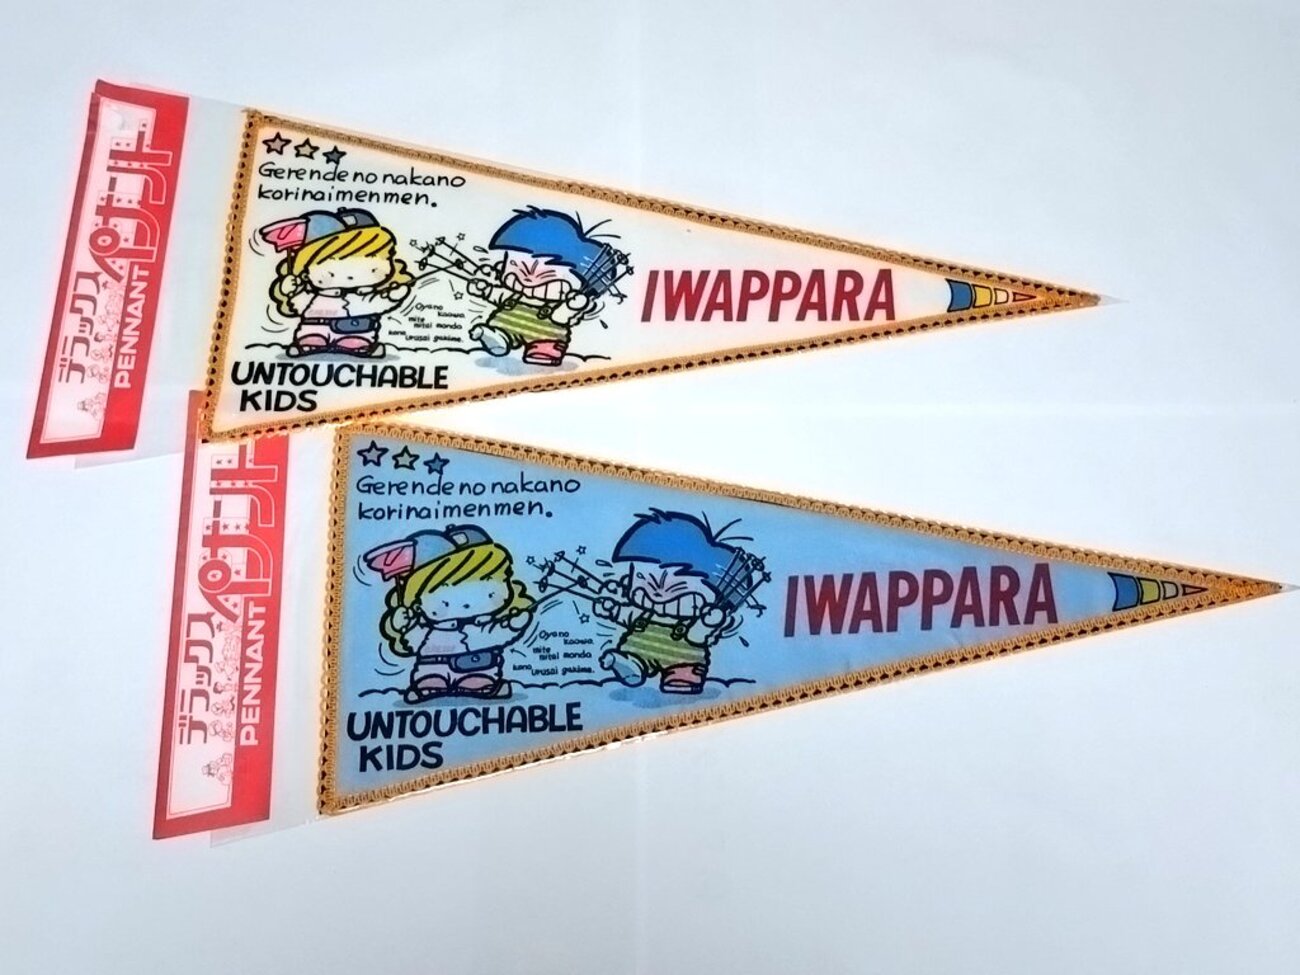 デラックス
ペナント
PENNANT
Gerende no nakano
korinaimenmen.
Oyano
kaowa
mite
mitai monda
kono
urusai gakime.
IWAPPARA
UNTOUCHABLE
KIDS
デラックス
ペナント
PENNANT
Gerende no nakano
korinaimenmen.
Oyano
kaowa
mite
mitai monda
kono
urusai gakime.
IWAPPARA
UNTOUCHABLE
KIDS